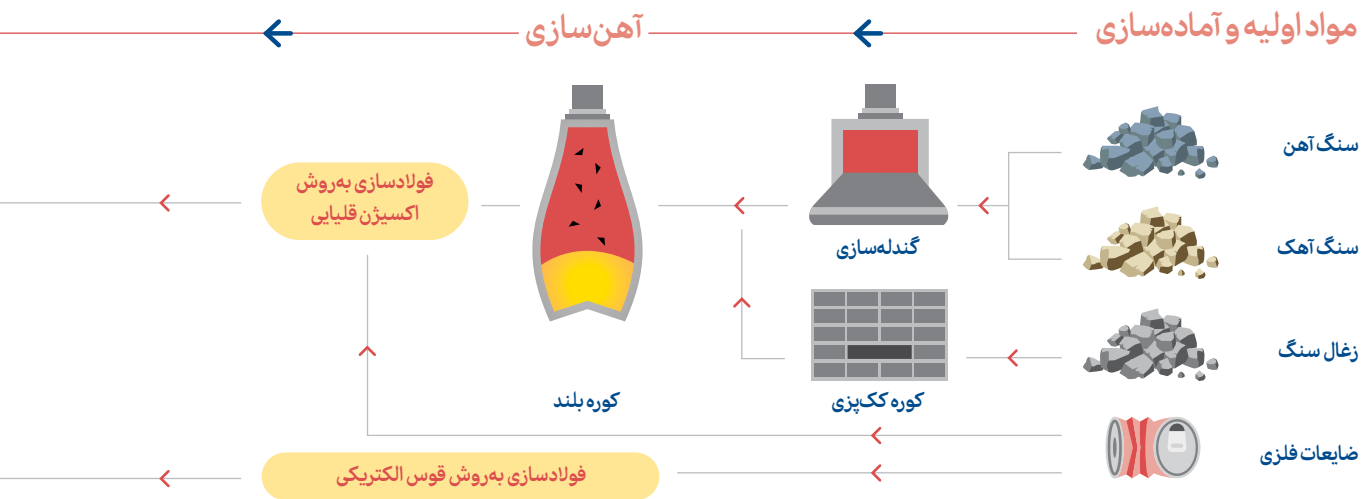 مواد اولیه و آماده‌سازی
آهن‌سازی
سنگ آهن
سنگ آهک
زغال سنگ
ضایعات فلزی
گندله‌سازی
کوره کک‌پزی
کوره بلند
فولادسازی به‌روش
اکسیژن قلیایی
فولادسازی به‌روش قوس الکتریکی